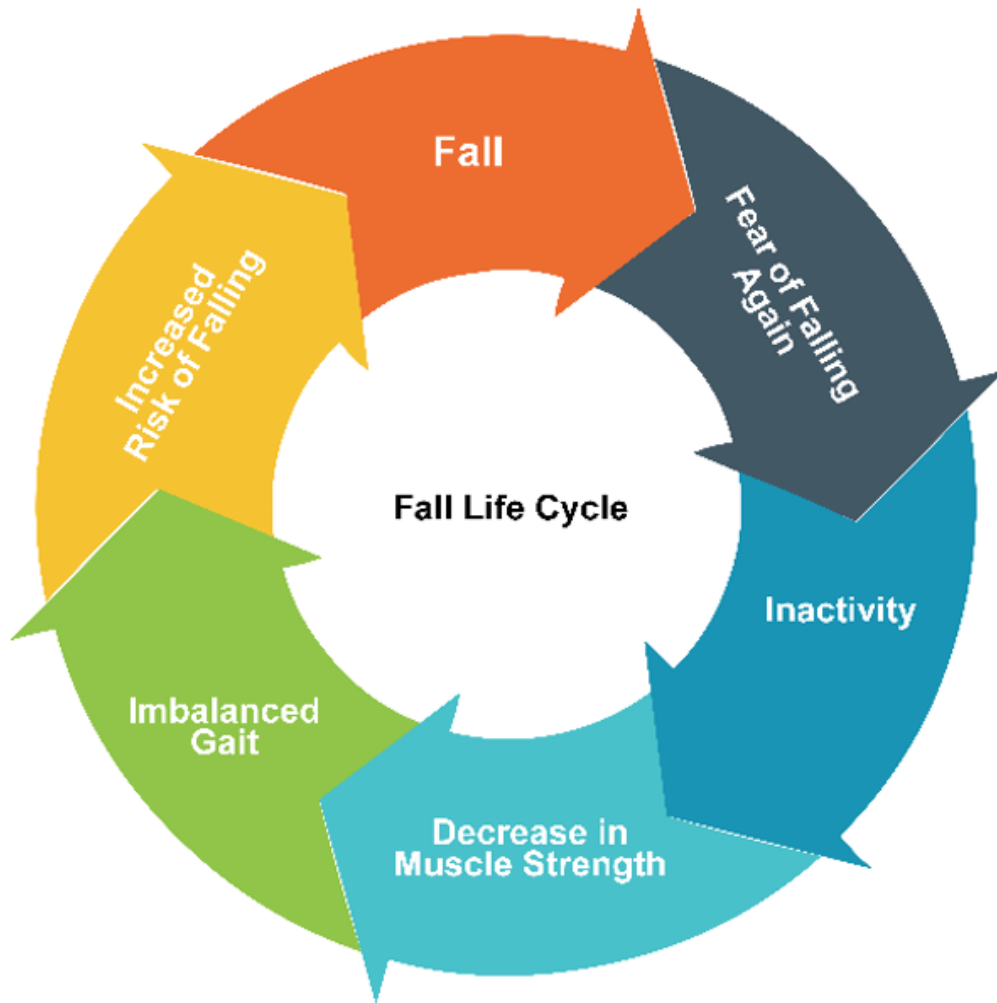 Fall
Fear of Falling
Again
Inactivity
Decrease in
Muscle Strength
Imbalanced
Gait
Increased
Risk of Falling
Fall Life Cycle